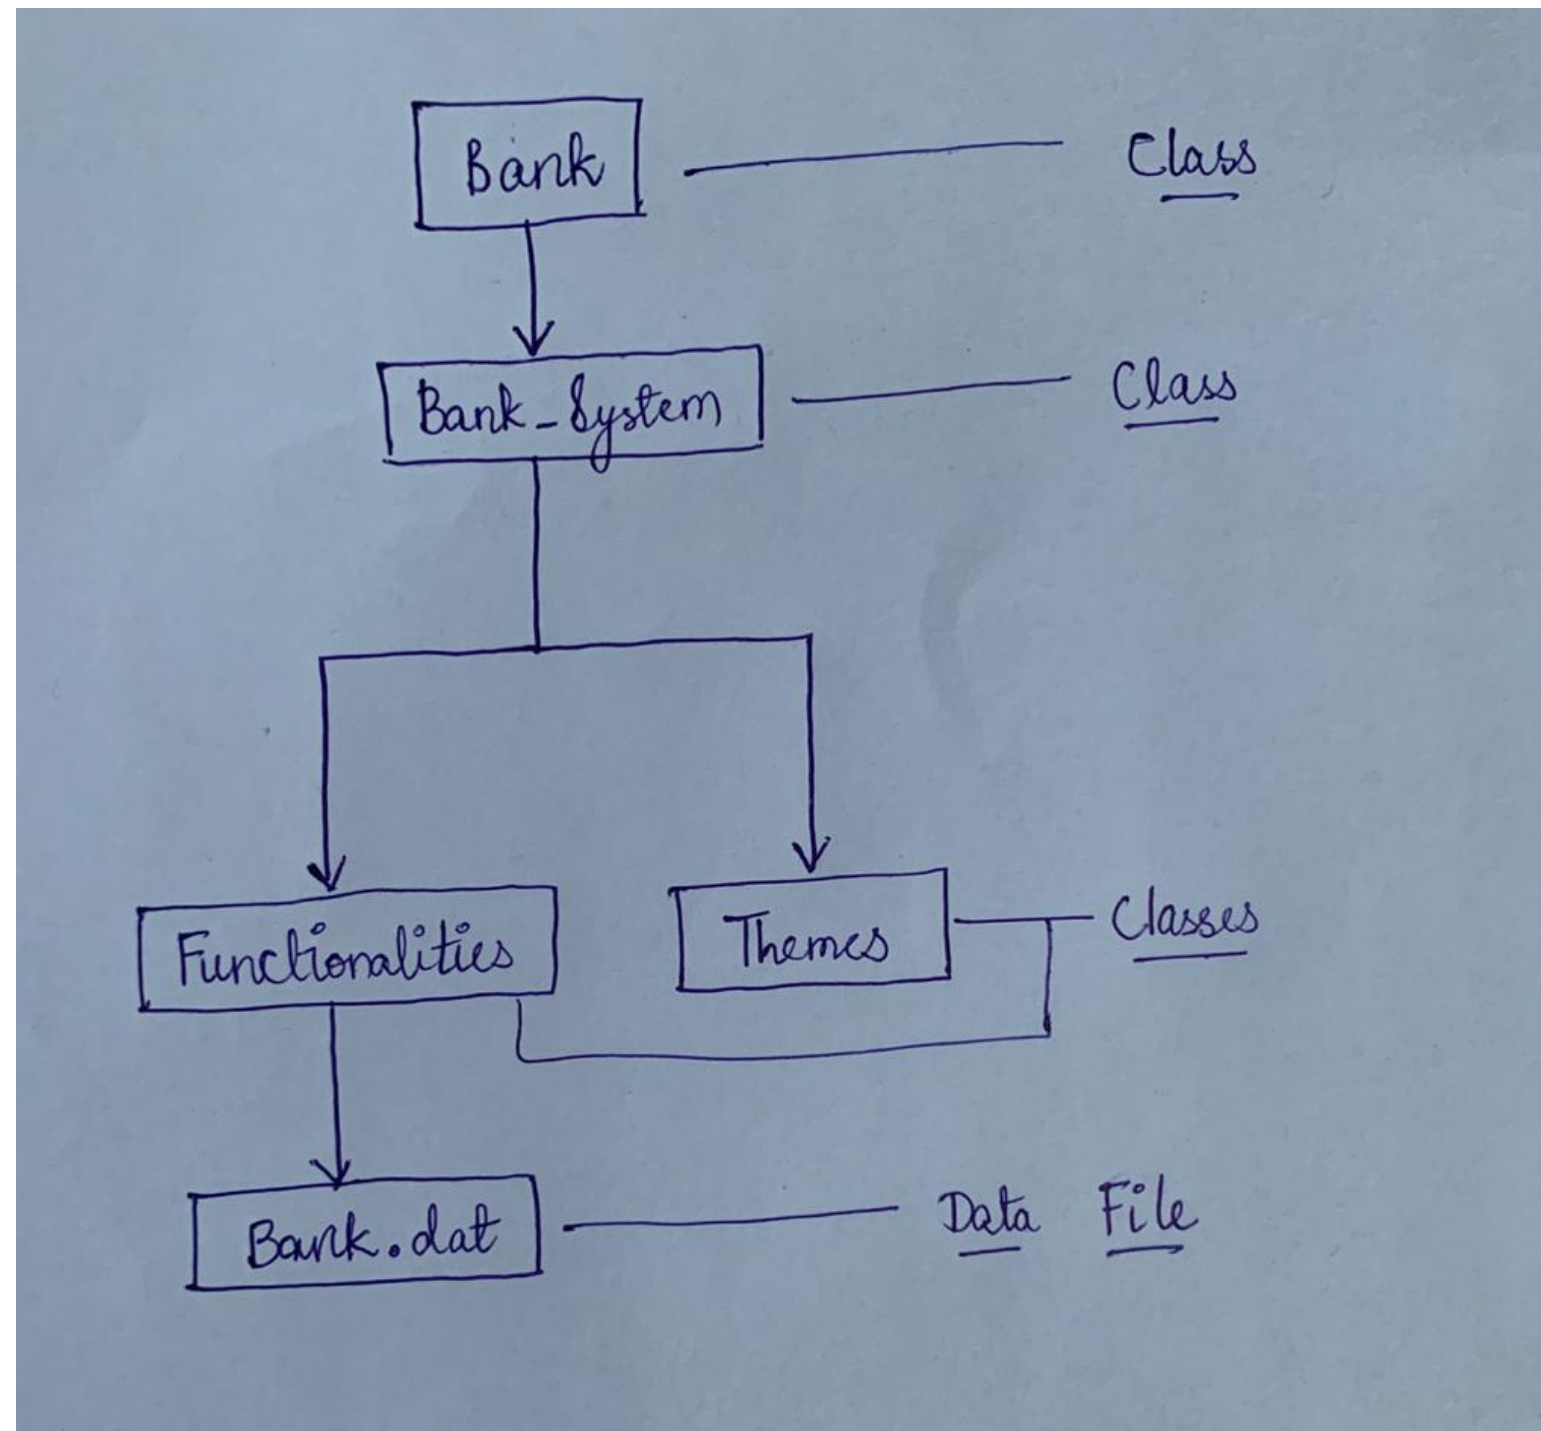 Bank
Class
Bank_System
Class
Functionalities
Themes
Classes
Bank.dat
Data File